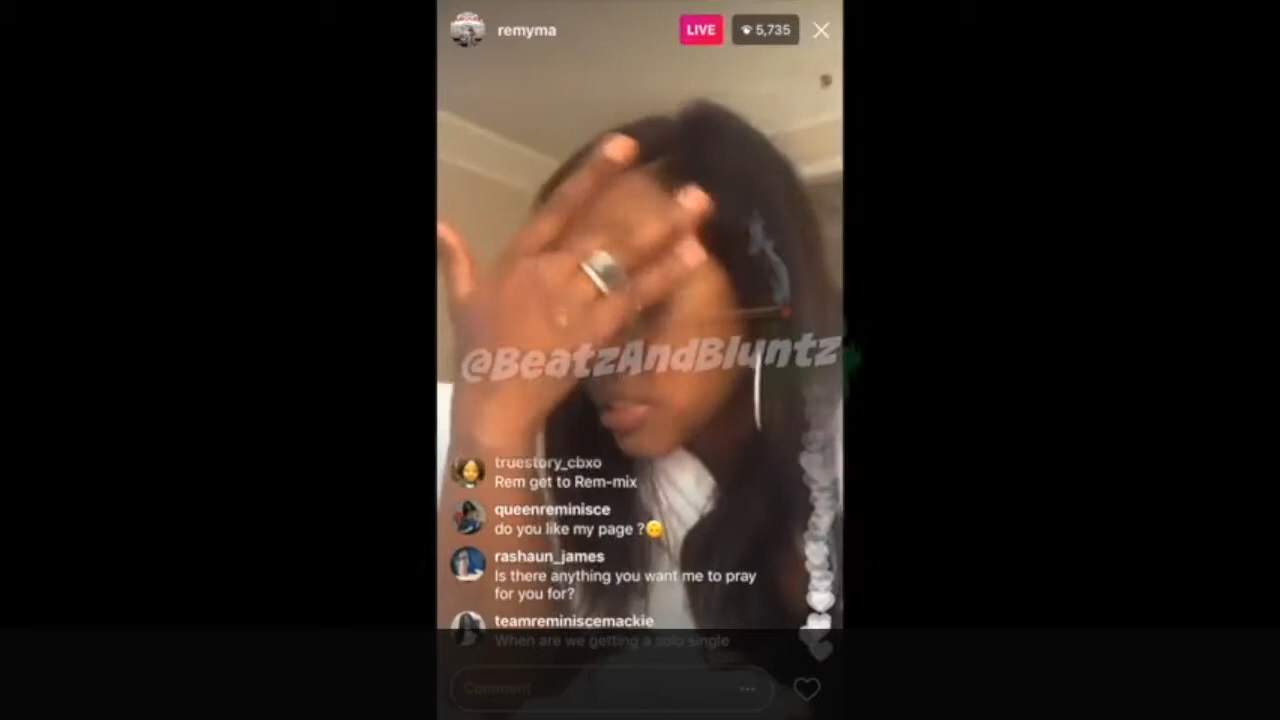 remyma
LIVE
5,735
@BeatzAndBluntz
truestory_cbxo
Rem get to Rem-mix
queenreminisce
do you like my page ?🙃
rashaun_james
Is there anything you want me to pray
for you for?
teamreminiscemackie
When are we getting a solo single
Comment